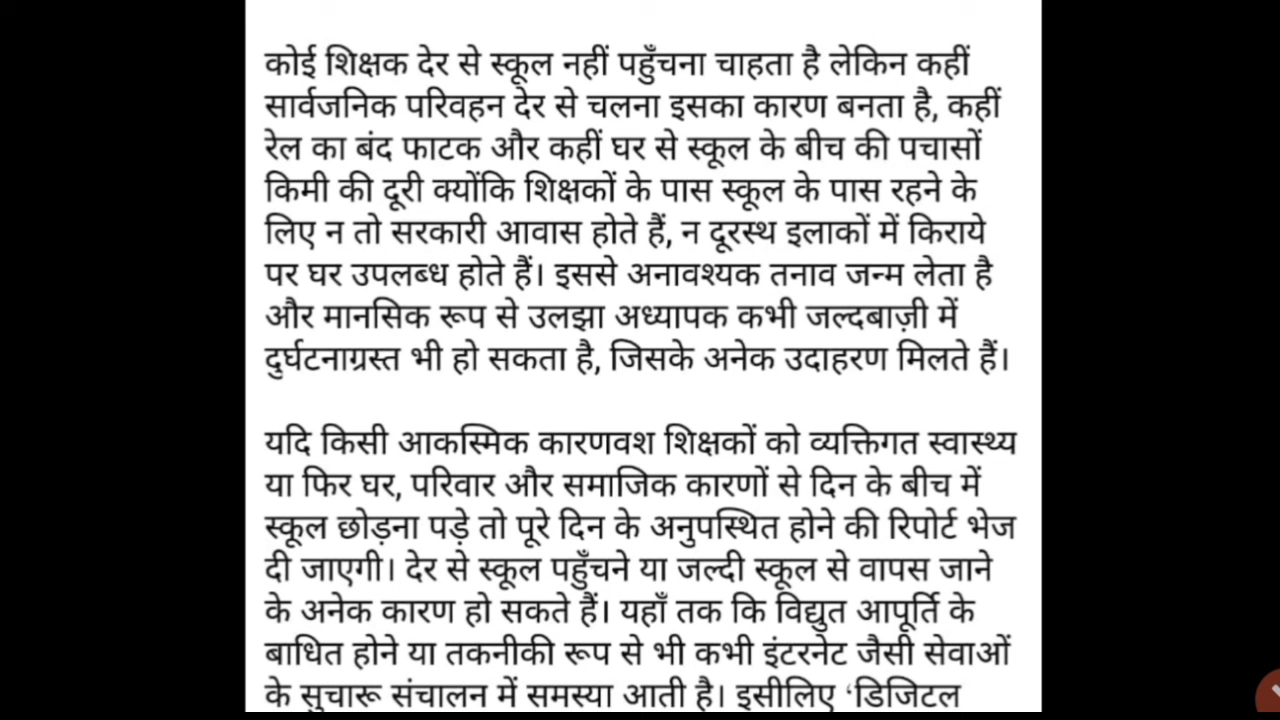 कोई शिक्षक देर से स्कूल नहीं पहुँचना चाहता है लेकिन कहीं
सार्वजनिक परिवहन देर से चलना इसका कारण बनता है, कहीं
रेल का बंद फाटक और कहीं घर से स्कूल के बीच की पचासों
किमी की दूरी क्योंकि शिक्षकों के पास स्कूल के पास रहने के
लिए न तो सरकारी आवास होते हैं, न दूरस्थ इलाकों में किराये
पर घर उपलब्ध होते हैं। इससे अनावश्यक तनाव जन्म लेता है
और मानसिक रूप से उलझा अध्यापक कभी जल्दबाज़ी में
दुर्घटनाग्रस्त भी हो सकता है, जिसके अनेक उदाहरण मिलते हैं।
यदि किसी आकस्मिक कारणवश शिक्षकों को व्यक्तिगत स्वास्थ्य
या फिर घर, परिवार और समाजिक कारणों से दिन के बीच में
स्कूल छोड़ना पड़े तो पूरे दिन के अनुपस्थित होने की रिपोर्ट भेज
दी जाएगी। देर से स्कूल पहुँचने या जल्दी स्कूल से वापस जाने
के अनेक कारण हो सकते हैं। यहाँ तक कि विद्युत आपूर्ति के
बाधित होने या तकनीकी रूप से भी कभी इंटरनेट जैसी सेवाओं
के सुचारू संचालन में समस्या आती है। इसीलिए ‘डिजिटल